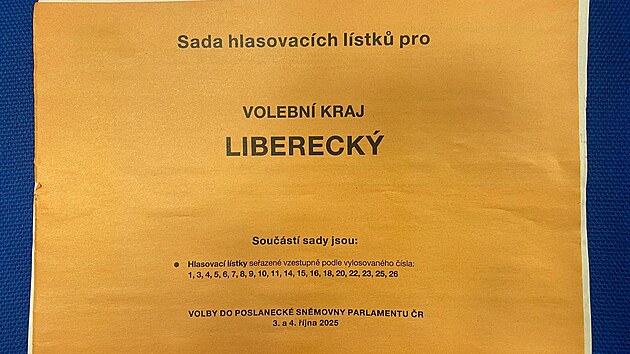 Sada hlasovacích lístků pro
VOLEBNÍ KRAJ
LIBERECKÝ
Součástí sady jsou:
● Hlasovací lístky seřazené vzestupně podle vylosovaného čísla:
1, 3, 4, 5, 6, 7, 8, 9, 10, 11, 14, 15, 16, 18, 20, 22, 23, 25, 26
VOLBY DO POSLANECKÉ SNĚMOVNY PARLAMENTU ČR
3. a 4. října 2025